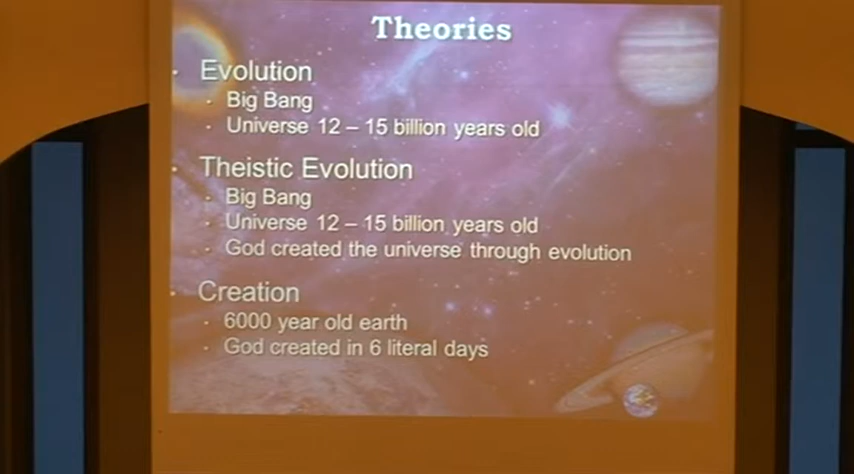 Theories
Evolution
Big Bang
Universe 12 – 15 billion years old
Theistic Evolution
Big Bang
Universe 12 – 15 billion years old
God created the universe through evolution
Creation
6000 year old earth
God created in 6 literal days